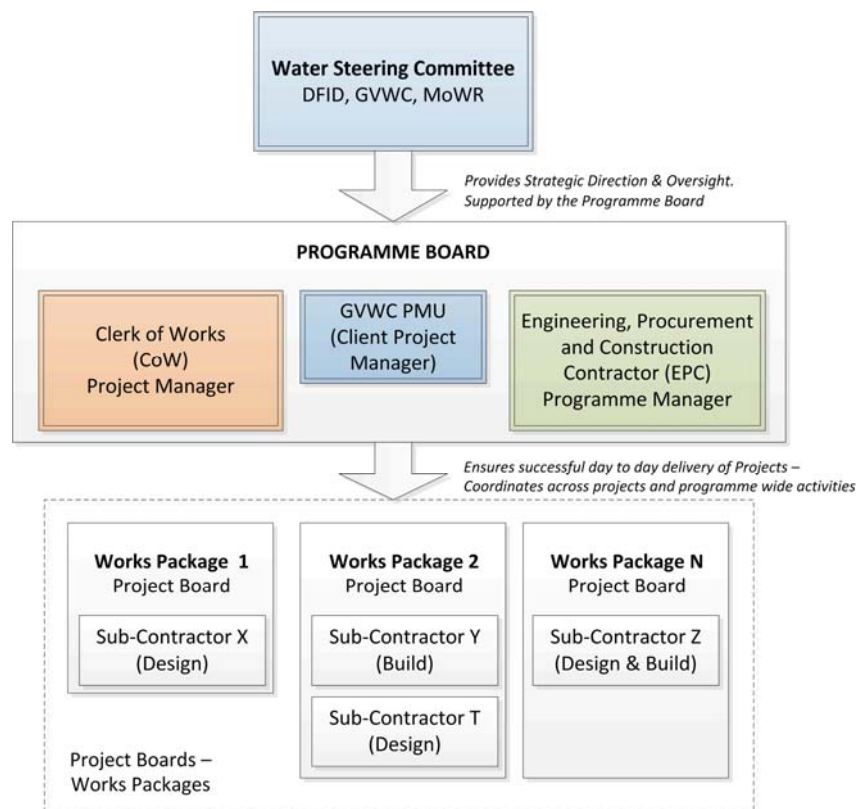 Water Steering Committee
DFID, GVWC, MoWR
Provides Strategic Direction & Oversight.
Supported by the Programme Board
PROGRAMME BOARD
Clerk of Works
(CoW)
Project Manager
GVWC PMU
(Client Project
Manager)
Engineering, Procurement
and Construction
Contractor (EPC)
Programme Manager
Ensures successful day to day delivery of Projects –
Coordinates across projects and programme wide activities
Works Package 1
Project Board
Sub-Contractor X
(Design)
Works Package 2
Project Board
Sub-Contractor Y
(Build)
Sub-Contractor T
(Design)
Works Package N
Project Board
Sub-Contractor Z
(Design & Build)
Project Boards –
Works Packages